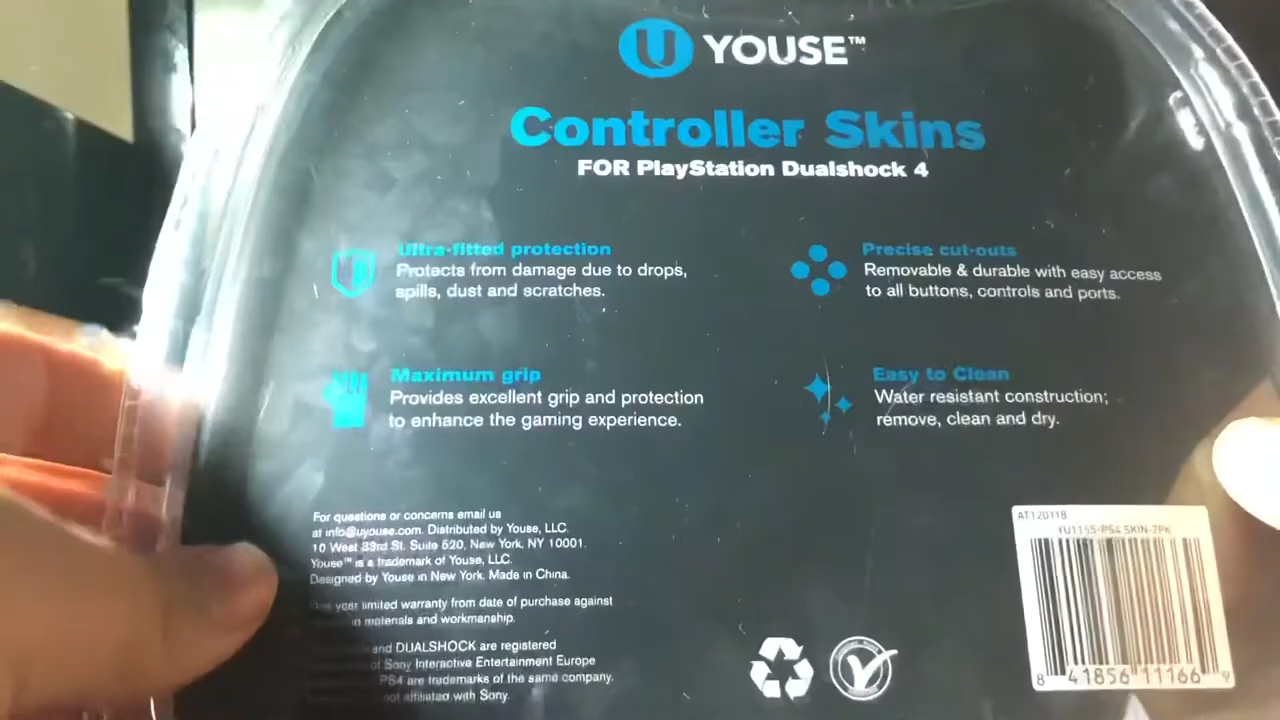 YOUSE™
Controller Skins
FOR PlayStation Dualshock 4
Ultra-fitted protection
Protects from damage due to drops,
spills, dust and scratches.
Precise cut-outs
Removable & durable with easy access
to all buttons, controls and ports.
Maximum grip
Provides excellent grip and protection
to enhance the gaming experience.
Easy to Clean
Water resistant construction;
remove, clean and dry.
For questions or concerns email us
at info@uyouse.com. Distributed by Youse, LLC
10 West 33rd St. Suite 520, New York, NY 10001.
Youse™ is a trademark of Youse, LLC.
Designed by Youse in New York. Made in China.
year limited warranty from date of purchase against
in materials and workmanship.
and DUALSHOCK are registered
of Sony Interactive Entertainment Europe
PS4 are trademarks of the same company.
not affiliated with Sony.
AT120118
YU1155-PS4 SKIN-2PK
8 41856 11166 9